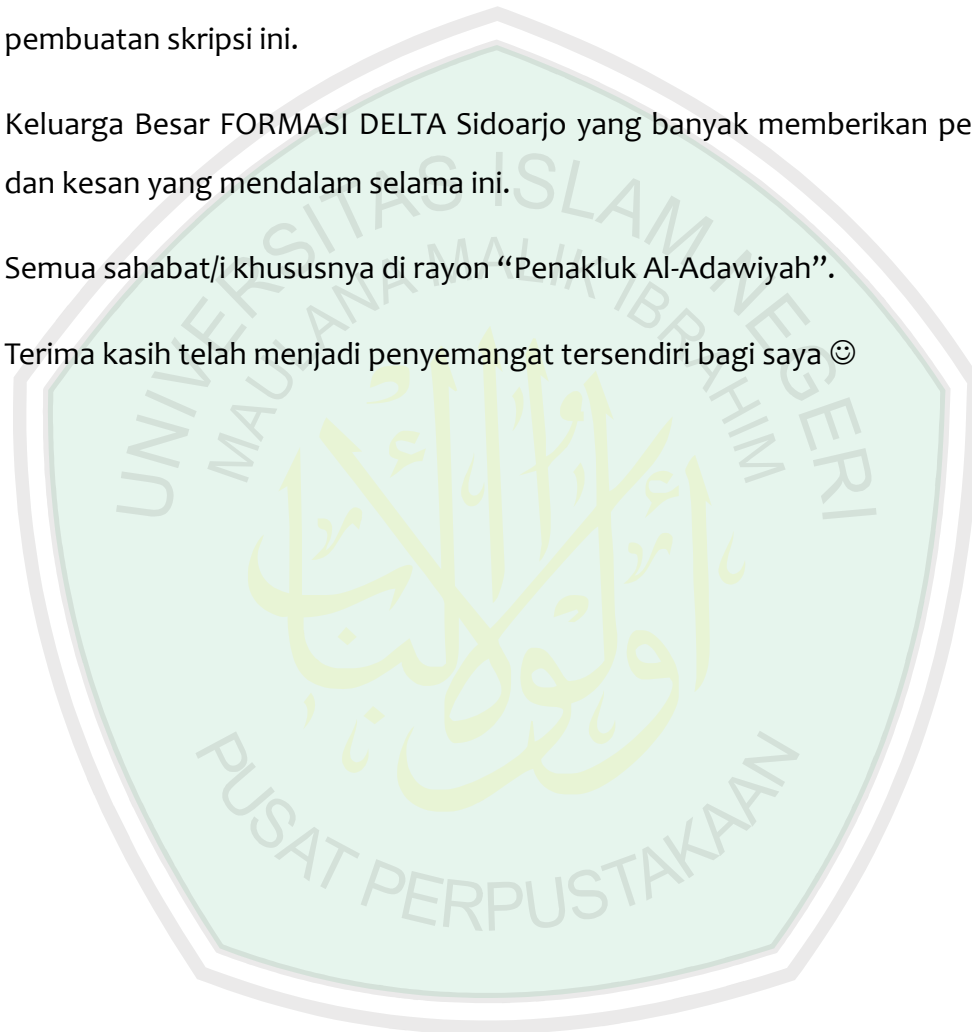 pembuatan skripsi ini.
Keluarga Besar FORMASI DELTA Sidoarjo yang banyak memberikan pe
dan kesan yang mendalam selama ini.
Semua sahabat/i khususnya di rayon “Penakluk Al-Adawiyah”.
Terima kasih telah menjadi penyemangat tersendiri bagi saya ☺
UNIVERSITAS ISLAM NEGERI
MAULANA MALIK IBRAHIM
أولوا الألباب
PUSAT PERPUSTAKAAN